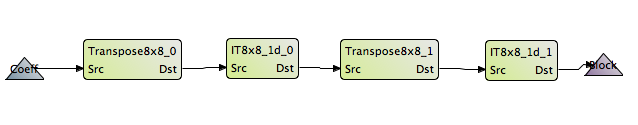 Coeff
Transpose8x8_0
Src Dst
IT8x8_1d_0
Src Dst
Transpose8x8_1
Src Dst
IT8x8_1d_1
Src Dst
Block